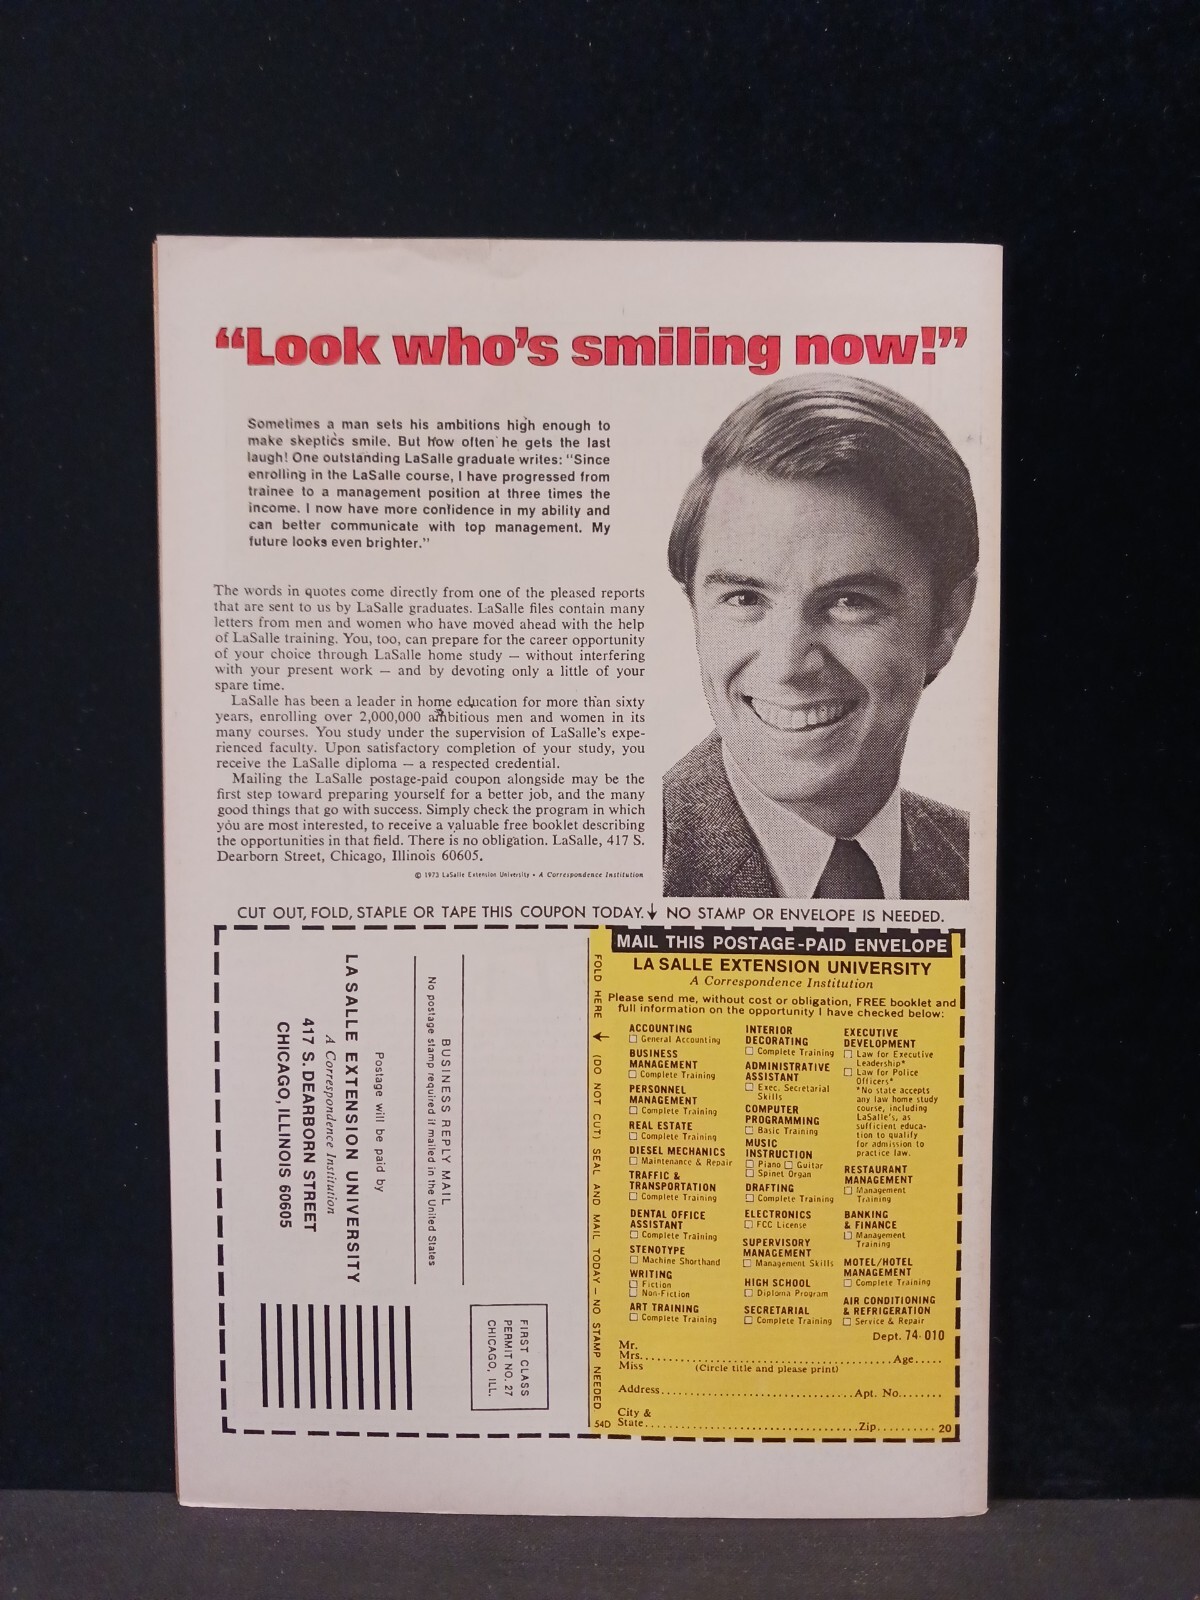 “Look who’s smiling now!”
Sometimes a man sets his ambitions high enough to
make skeptics smile. But how often he gets the last
laugh! One outstanding LaSalle graduate writes: “Since
enrolling in the LaSalle course, I have progressed from
trainee to a management position at three times the
income. I now have more confidence in my ability and
can better communicate with top management. My
future looks even brighter.”
The words in quotes come directly from one of the pleased reports
that are sent to us by LaSalle graduates. LaSalle files contain many
letters from men and women who have moved ahead with the help
of LaSalle training. You, too, can prepare for the career opportunity
of your choice through LaSalle home study — without interfering
with your present work — and by devoting only a little of your
spare time.
LaSalle has been a leader in home education for more than sixty
years, enrolling over 2,000,000 ambitious men and women in its
many courses. You study under the supervision of LaSalle’s expe-
rienced faculty. Upon satisfactory completion of your study, you
receive the LaSalle diploma — a respected credential.
Mailing the LaSalle postage-paid coupon alongside may be the
first step toward preparing yourself for a better job, and the many
good things that go with success. Simply check the program in which
you are most interested, to receive a valuable free booklet describing
the opportunities in that field. There is no obligation. LaSalle, 417 S.
Dearborn Street, Chicago, Illinois 60605.
© 1973 LaSalle Extension University • A Correspondence Institution
CUT OUT, FOLD, STAPLE OR TAPE THIS COUPON TODAY. NO STAMP OR ENVELOPE IS NEEDED.
FIRST CLASS
PERMIT NO. 27
CHICAGO, ILL.
BUSINESS REPLY MAIL
No postage stamp required if mailed in the United States
Postage will be paid by
LA SALLE EXTENSION UNIVERSITY
A Correspondence Institution
417 S. DEARBORN STREET
CHICAGO, ILLINOIS 60605
FOLD HERE (DO NOT CUT) SEAL AND MAIL TODAY — NO STAMP NEEDED
54D
MAIL THIS POSTAGE-PAID ENVELOPE
LA SALLE EXTENSION UNIVERSITY
A Correspondence Institution
Please send me, without cost or obligation, FREE booklet and
full information on the opportunity I have checked below:
ACCOUNTING
General Accounting
BUSINESS
MANAGEMENT
Complete Training
PERSONNEL
MANAGEMENT
Complete Training
REAL ESTATE
Complete Training
DIESEL MECHANICS
Maintenance & Repair
TRAFFIC &
TRANSPORTATION
Complete Training
DENTAL OFFICE
ASSISTANT
Complete Training
STENOTYPE
Machine Shorthand
WRITING
Fiction
Non-Fiction
ART TRAINING
Complete Training
INTERIOR
DECORATING
Complete Training
ADMINISTRATIVE
ASSISTANT
Exec. Secretarial
Skills
COMPUTER
PROGRAMMING
Basic Training
MUSIC
INSTRUCTION
Piano Guitar
Spinet Organ
DRAFTING
Complete Training
ELECTRONICS
FCC License
SUPERVISORY
MANAGEMENT
Management Skills
HIGH SCHOOL
Diploma Program
SECRETARIAL
Complete Training
EXECUTIVE
DEVELOPMENT
Law for Executive
Leadership*
Law for Police
Officers*
*No state accepts
any law home study
course, including
LaSalle's, as
sufficient educa-
tion to qualify
for admission to
practice law.
RESTAURANT
MANAGEMENT
Management
Training
BANKING
& FINANCE
Management
Training
MOTEL/HOTEL
MANAGEMENT
Complete Training
AIR CONDITIONING
& REFRIGERATION
Service & Repair
Dept. 74-010
Mr.
Mrs. Age
Miss (Circle title and please print)
Address Apt. No.
City &
State Zip 20